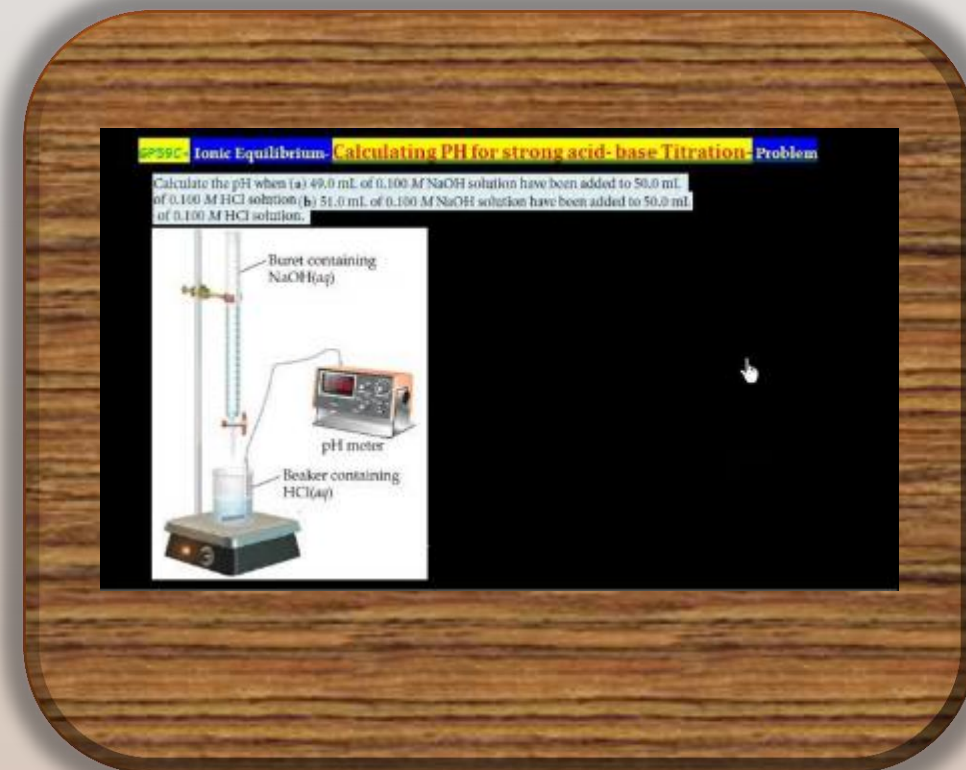 GP59C- Ionic Equilibrium- Calculating PH for strong acid- base Titration- Problem
Calculate the pH when (a) 49.0 mL of 0.100 M NaOH solution have been added to 50.0 mL
of 0.100 M HCl solution (b) 51.0 mL of 0.100 M NaOH solution have been added to 50.0 mL
of 0.100 M HCl solution.
Buret containing
NaOH(aq)
pH meter
Beaker containing
HCl(aq)